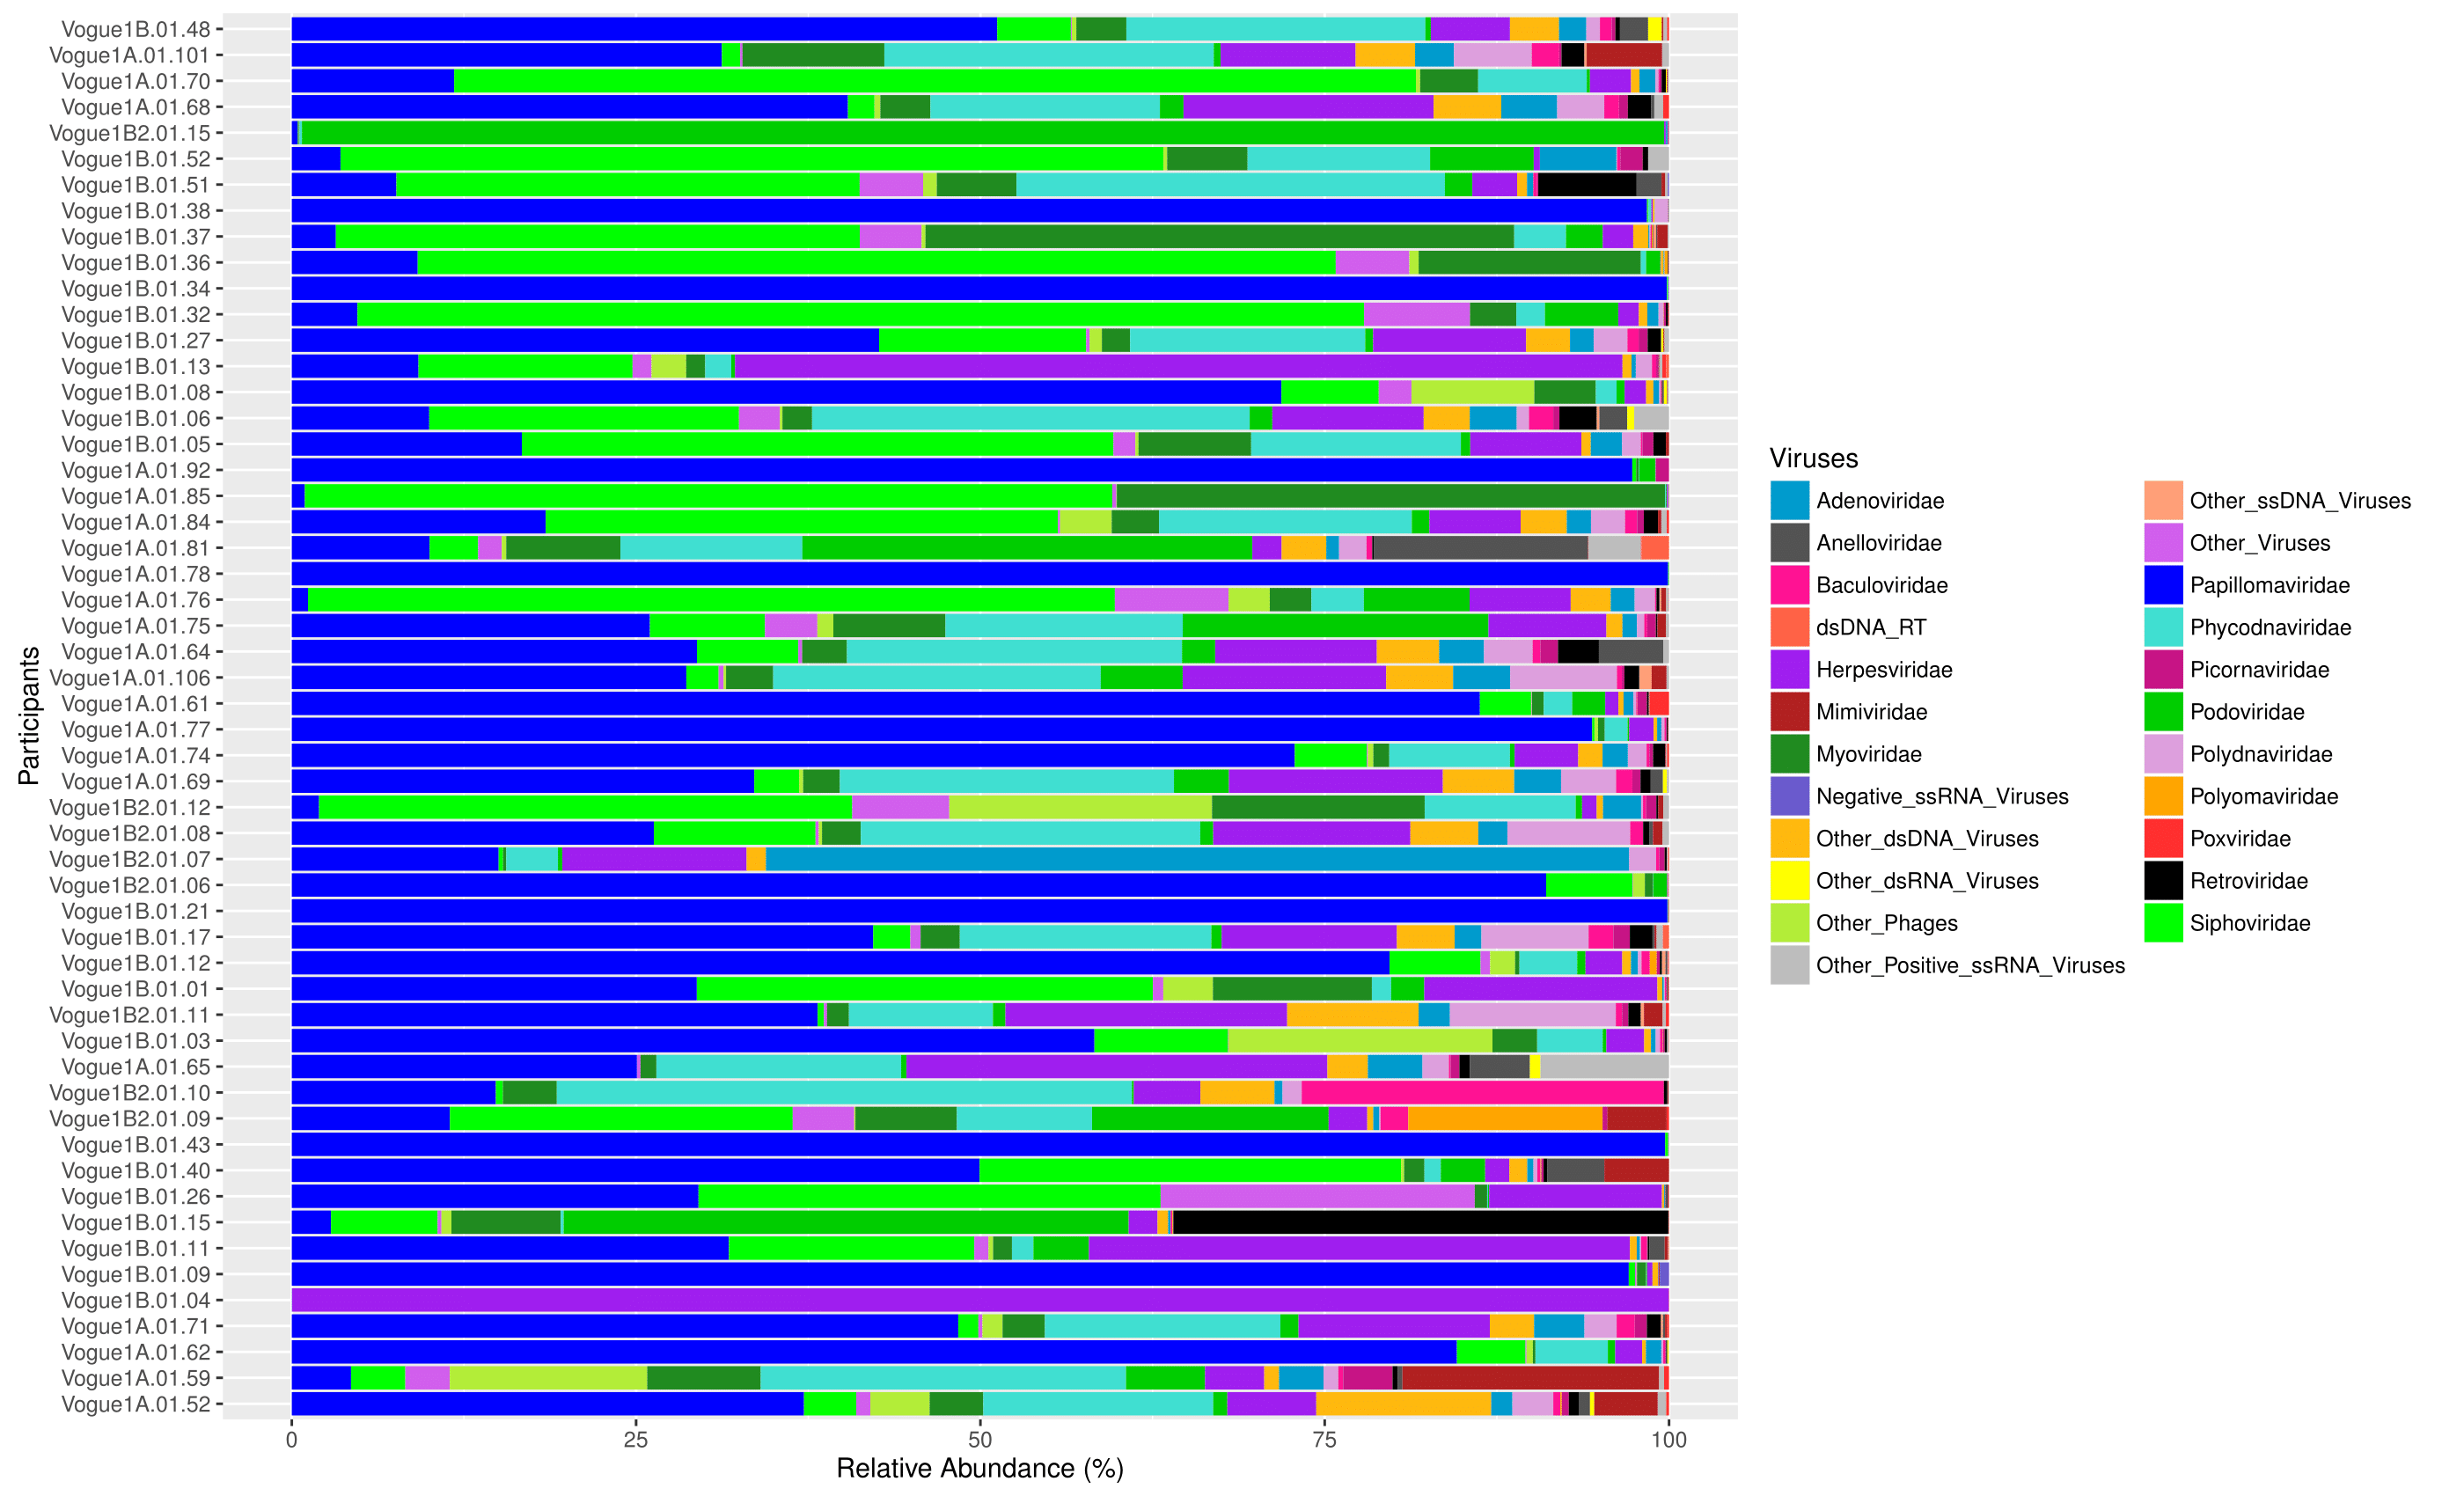 Vogue1B.01.48
Vogue1A.01.101
Vogue1A.01.70
Vogue1A.01.68
Vogue1B2.01.15
Vogue1B.01.52
Vogue1B.01.51
Vogue1B.01.38
Vogue1B.01.37
Vogue1B.01.36
Vogue1B.01.34
Vogue1B.01.32
Vogue1B.01.27
Vogue1B.01.13
Vogue1B.01.08
Vogue1B.01.06
Vogue1B.01.05
Vogue1A.01.92
Vogue1A.01.85
Vogue1A.01.84
Vogue1A.01.81
Vogue1A.01.78
Vogue1A.01.76
Vogue1A.01.75
Vogue1A.01.64
Vogue1A.01.106
Vogue1A.01.61
Vogue1A.01.77
Vogue1A.01.74
Vogue1A.01.69
Vogue1B2.01.12
Vogue1B2.01.08
Vogue1B2.01.07
Vogue1B2.01.06
Vogue1B.01.21
Vogue1B.01.17
Vogue1B.01.12
Vogue1B.01.01
Vogue1B2.01.11
Vogue1B.01.03
Vogue1A.01.65
Vogue1B2.01.10
Vogue1B2.01.09
Vogue1B.01.43
Vogue1B.01.40
Vogue1B.01.26
Vogue1B.01.15
Vogue1B.01.11
Vogue1B.01.09
Vogue1B.01.04
Vogue1A.01.71
Vogue1A.01.62
Vogue1A.01.59
Vogue1A.01.52
Participants
0 25 50 75 100
Relative Abundance (%)
Viruses
Adenoviridae
Anelloviridae
Baculoviridae
dsDNA_RT
Herpesviridae
Mimiviridae
Myoviridae
Negative_ssRNA_Viruses
Other_dsDNA_Viruses
Other_dsRNA_Viruses
Other_Phages
Other_Positive_ssRNA_Viruses
Other_ssDNA_Viruses
Other_Viruses
Papillomaviridae
Phycodnaviridae
Picornaviridae
Podoviridae
Polydnaviridae
Polyomaviridae
Poxviridae
Retroviridae
Siphoviridae